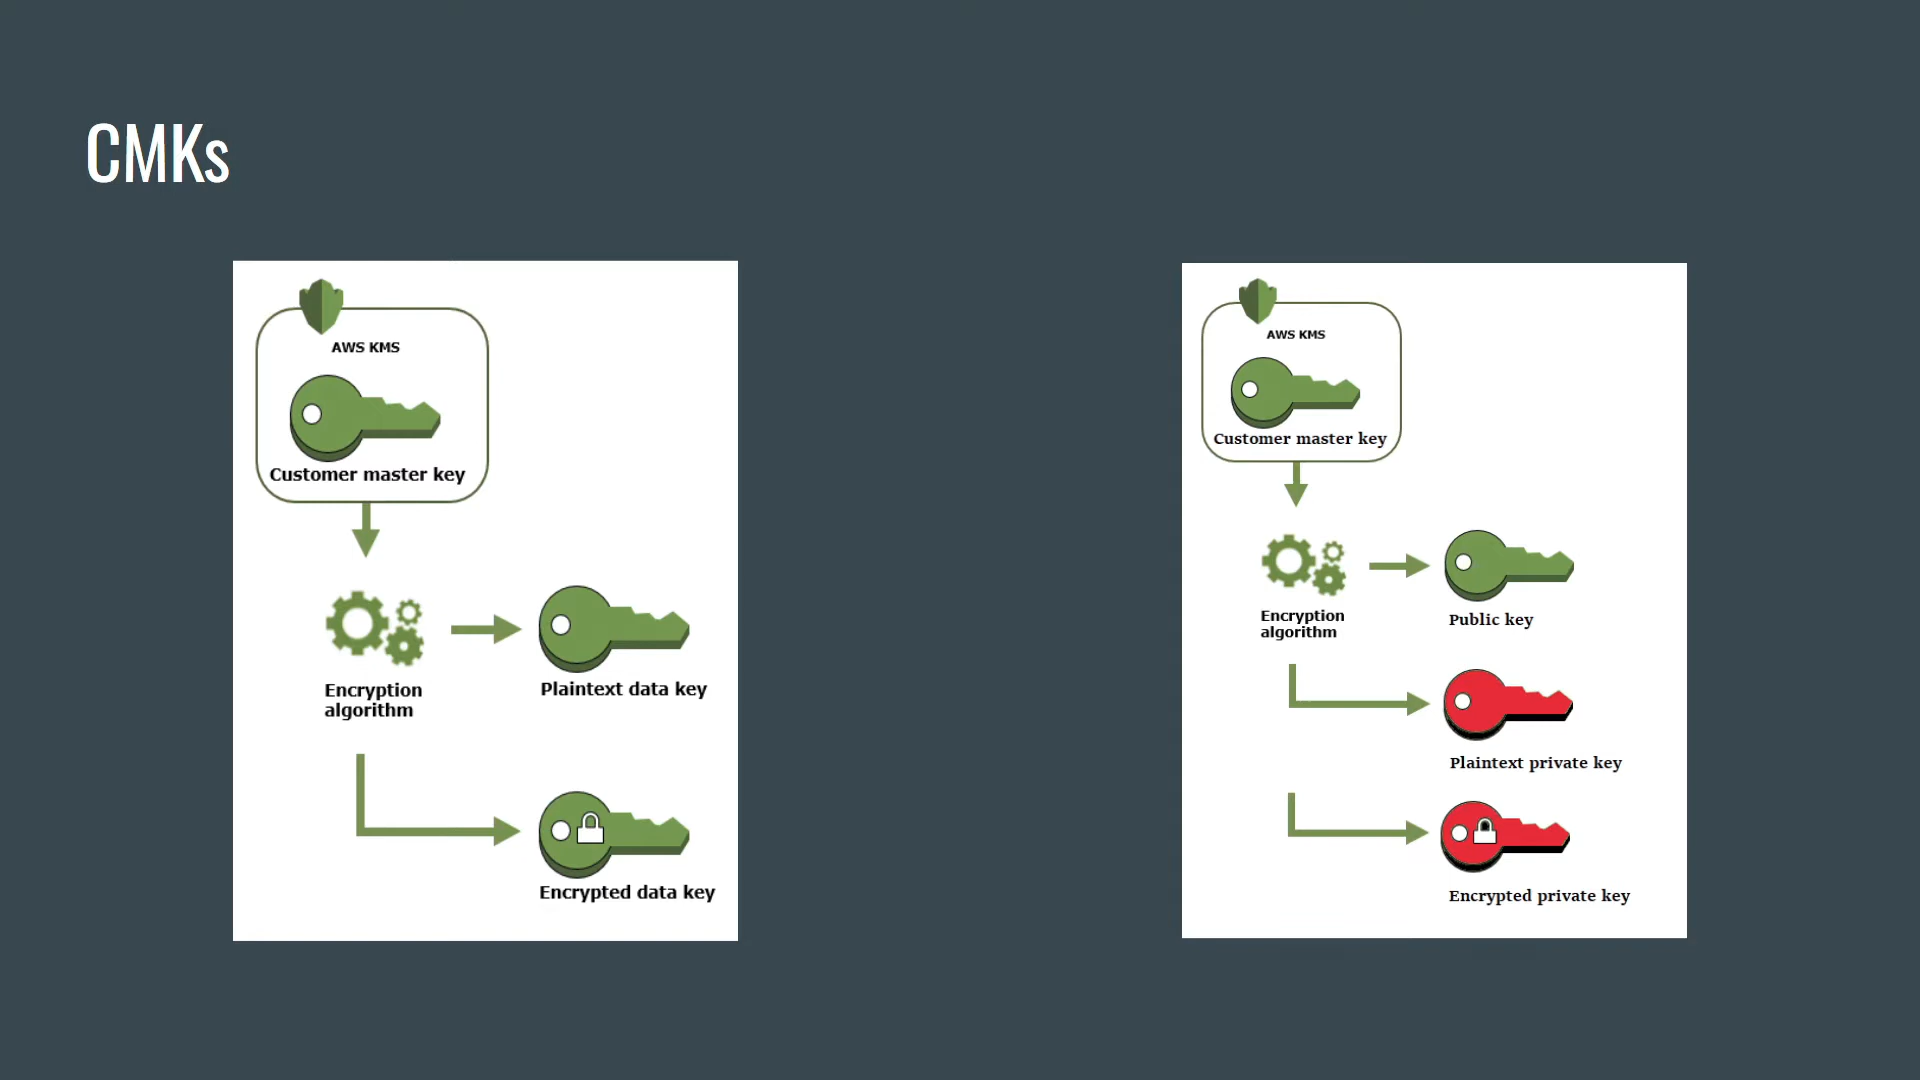 CMKs
AWS KMS
Customer master key
Encryption
algorithm
Plaintext data key
Encrypted data key
AWS KMS
Customer master key
Encryption
algorithm
Public key
Plaintext private key
Encrypted private key